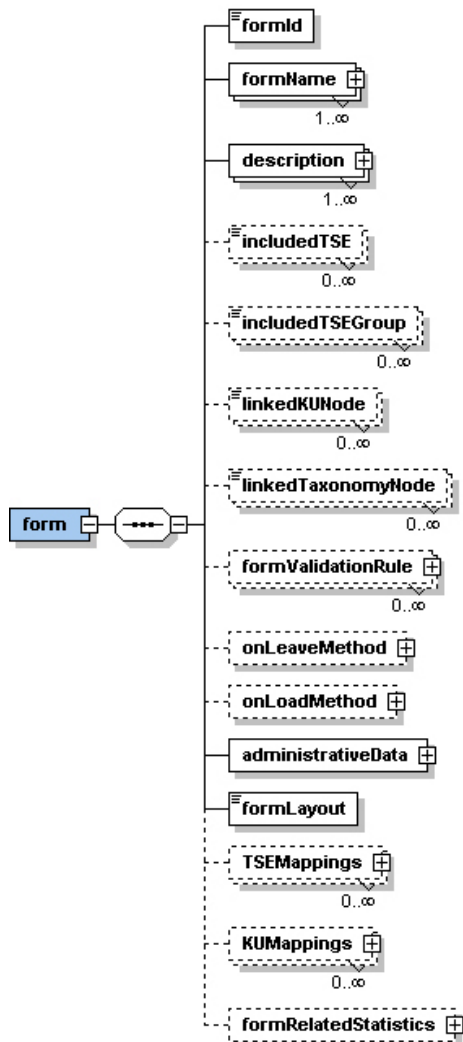 formId
formName
1..∞
description
1..∞
includedTSE
0..∞
includedTSEGroup
0..∞
linkedKUNode
0..∞
linkedTaxonomyNode
0..∞
form
formValidationRule
0..∞
onLeaveMethod
onLoadMethod
administrativeData
formLayout
TSEMappings
0..∞
KUMappings
0..∞
formRelatedStatistics